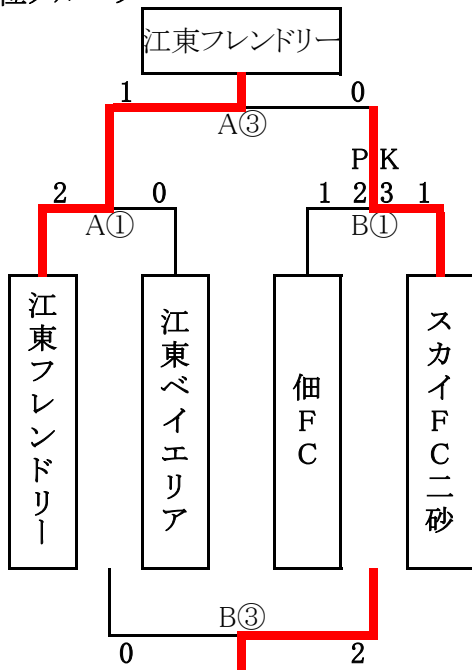 江東フレンドリー
1 0
A③
PK
2 0 1 2 3 1
A① B①
江東フレンドリー
江東ベイエリア
佃FC
スカイFC二砂
B③
0 2